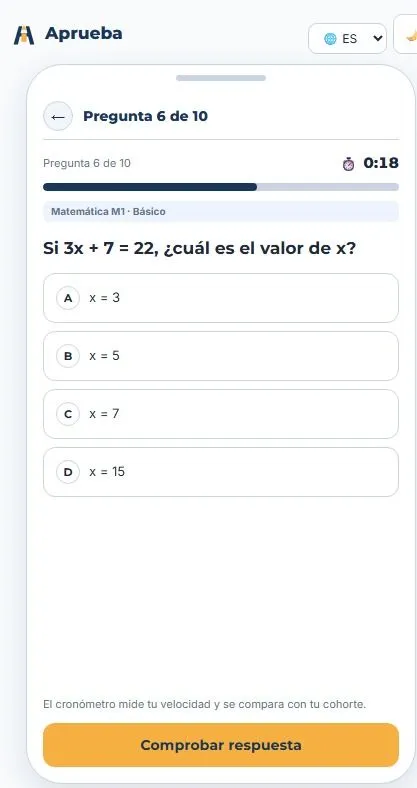 Aprueba
ES
Pregunta 6 de 10
Pregunta 6 de 10
0:18
Matemática M1 · Básico
Si 3x + 7 = 22, ¿cuál es el valor de x?
A x = 3
B x = 5
C x = 7
D x = 15
El cronómetro mide tu velocidad y se compara con tu cohorte.
Comprobar respuesta